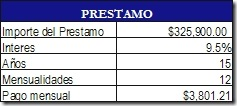 PRESTAMO
Importe del Prestamo $325,900.00
Interes 9.5%
Años 15
Mensualidades 12
Pago mensual $3,801.21